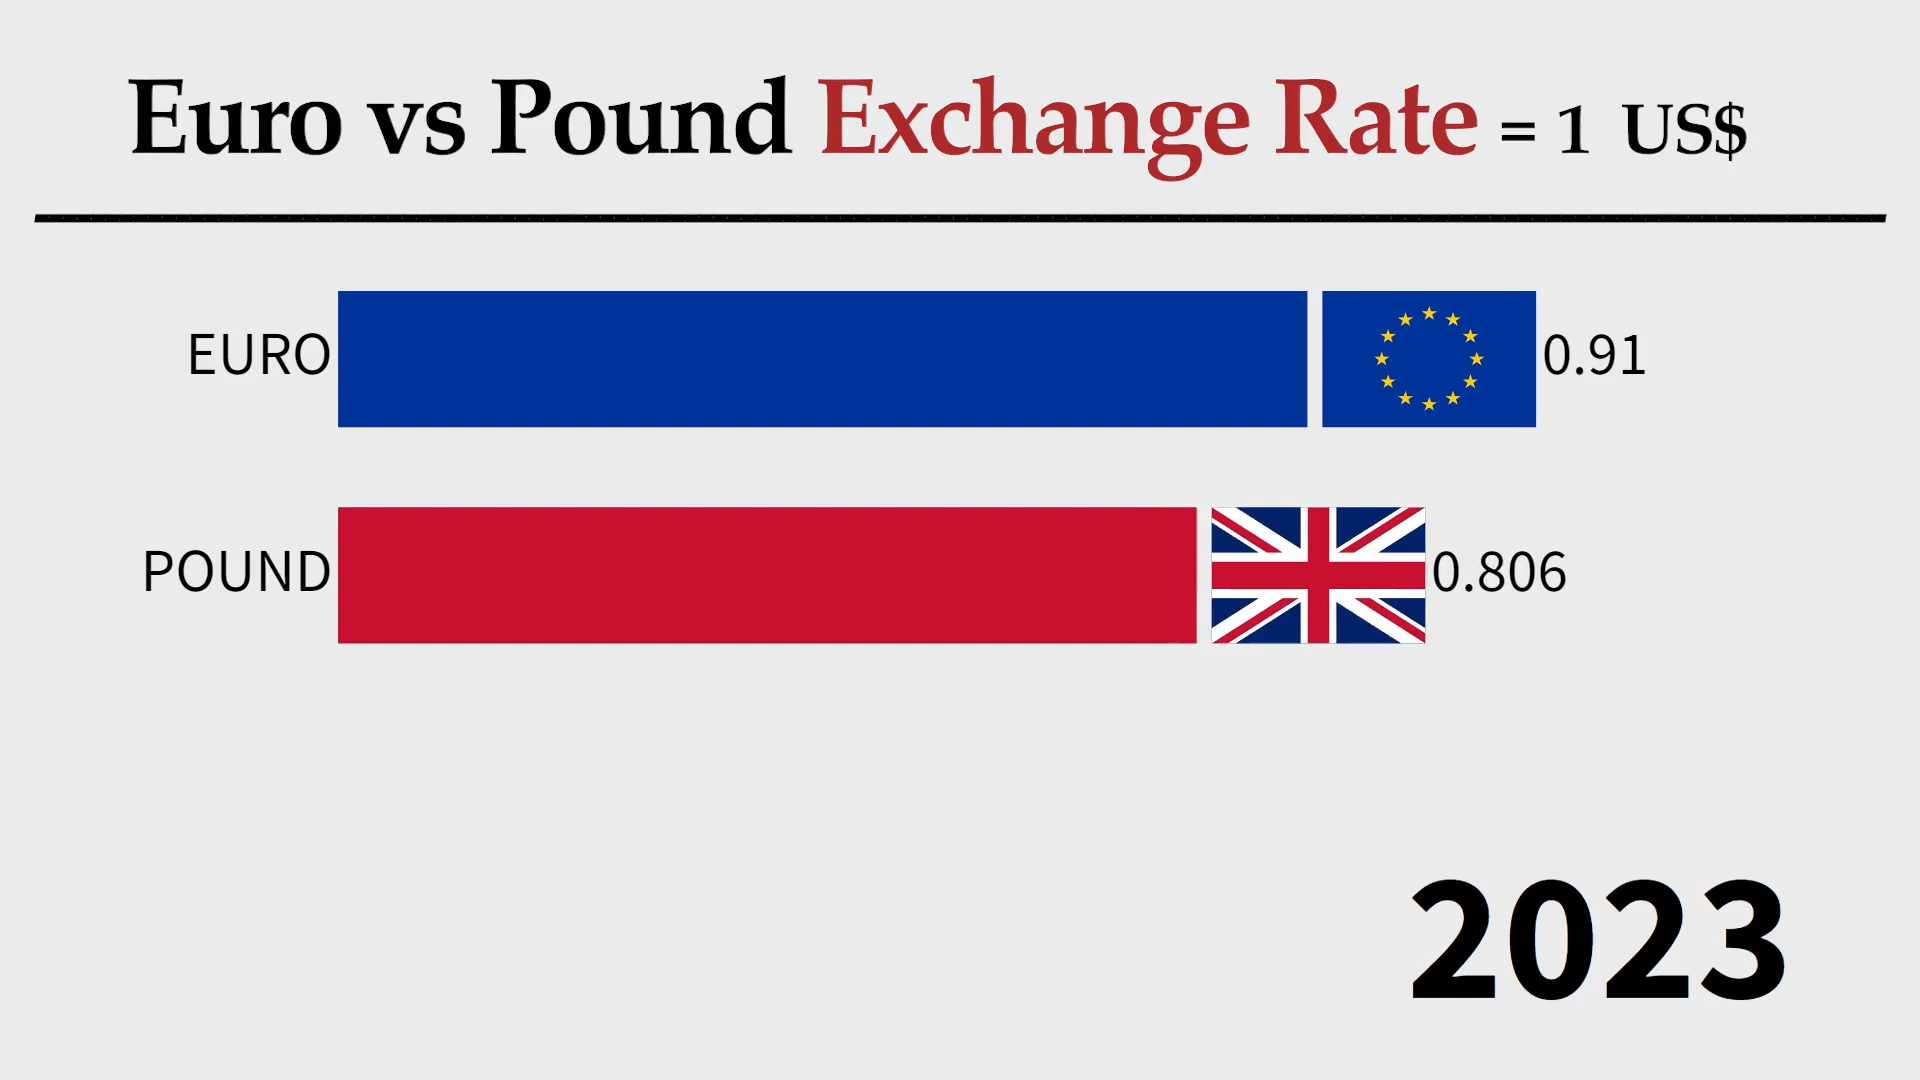 Euro vs Pound Exchange Rate = 1 US$
EURO 0.91
POUND 0.806
2023